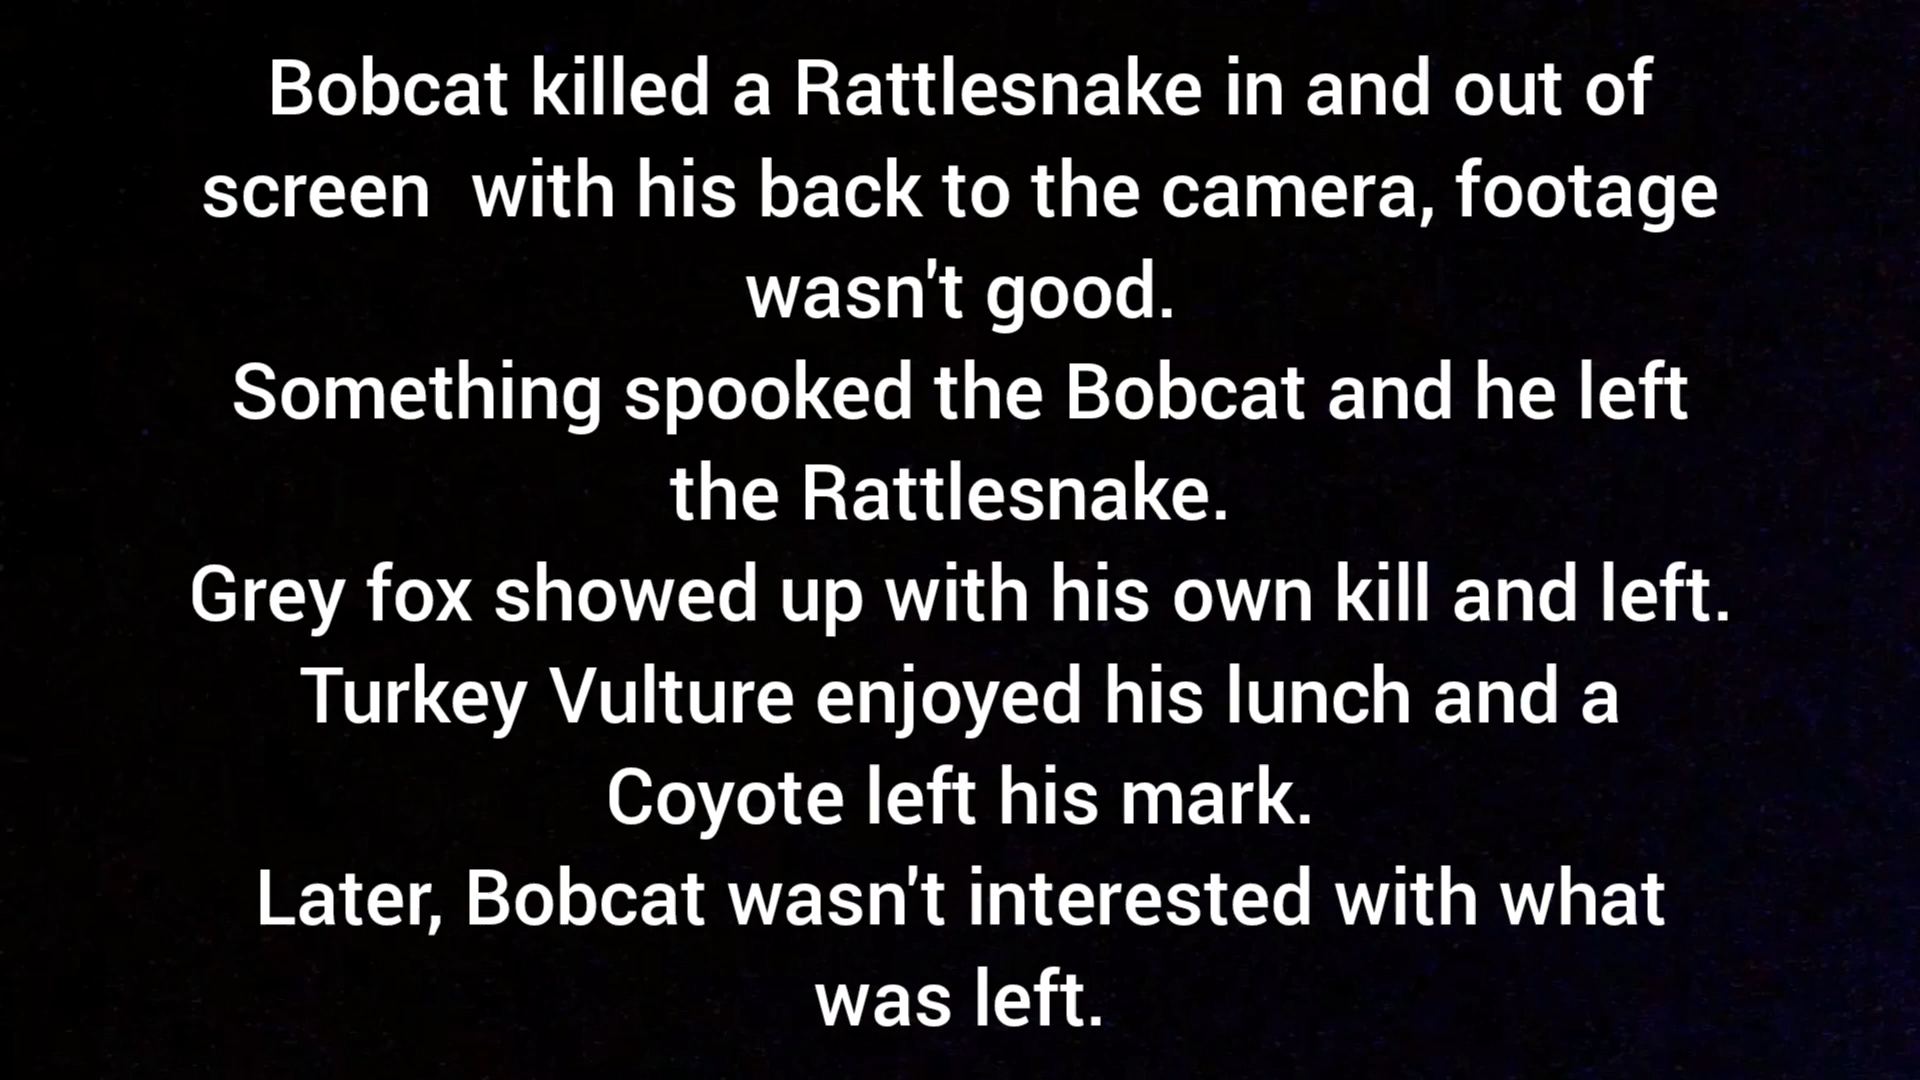 Bobcat killed a Rattlesnake in and out of
screen  with his back to the camera, footage
wasn't good.
Something spooked the Bobcat and he left
the Rattlesnake.
Grey fox showed up with his own kill and left.
Turkey Vulture enjoyed his lunch and a
Coyote left his mark.
Later, Bobcat wasn't interested with what
was left.